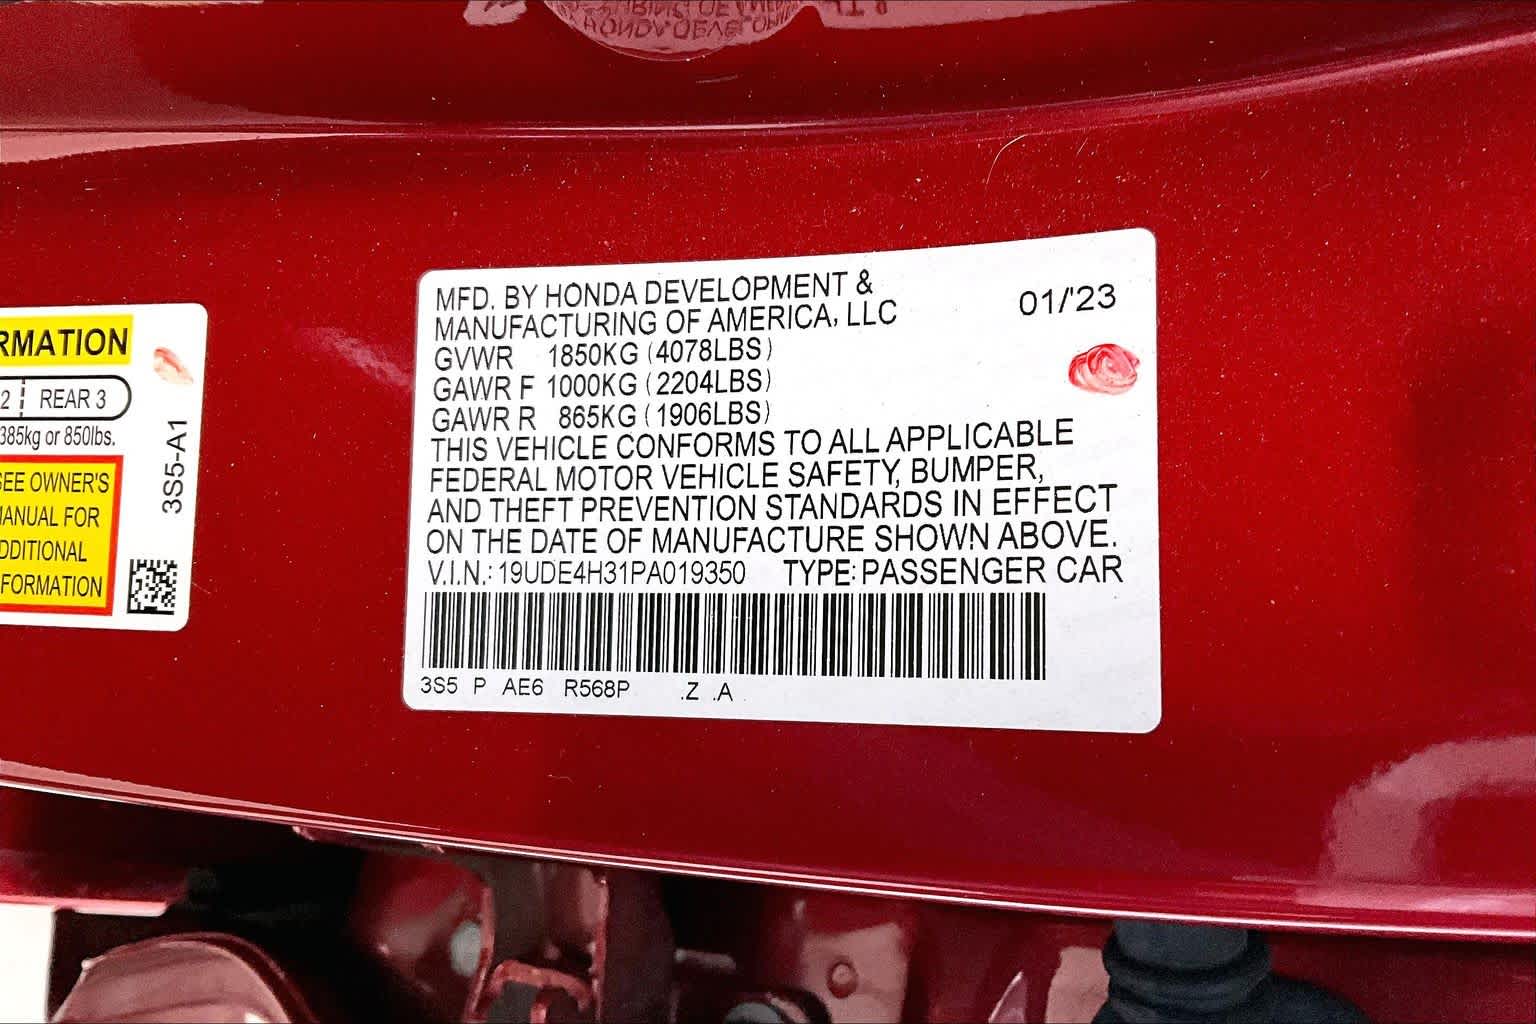 RMATION
2 REAR 3
385kg or 850lbs.
SEE OWNER'S
MANUAL FOR
DDITIONAL
FORMATION
3S5-A1
MFD. BY HONDA DEVELOPMENT &
MANUFACTURING OF AMERICA, LLC
01/'23
GVWR 1850KG (4078LBS)
GAWR F 1000KG (2204LBS)
GAWR R 865KG (1906LBS)
THIS VEHICLE CONFORMS TO ALL APPLICABLE
FEDERAL MOTOR VEHICLE SAFETY, BUMPER,
AND THEFT PREVENTION STANDARDS IN EFFECT
ON THE DATE OF MANUFACTURE SHOWN ABOVE.
V.I.N.: 19UDE4H31PA019350 TYPE: PASSENGER CAR
3S5 P AE6 R568P .Z .A